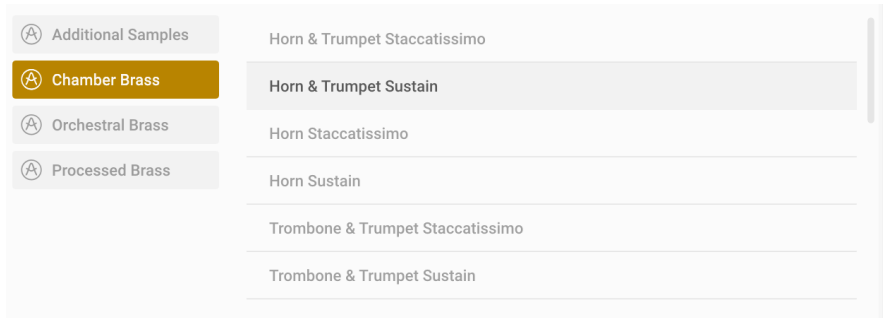 Additional Samples
Chamber Brass
Orchestral Brass
Processed Brass
Horn & Trumpet Staccatissimo
Horn & Trumpet Sustain
Horn Staccatissimo
Horn Sustain
Trombone & Trumpet Staccatissimo
Trombone & Trumpet Sustain